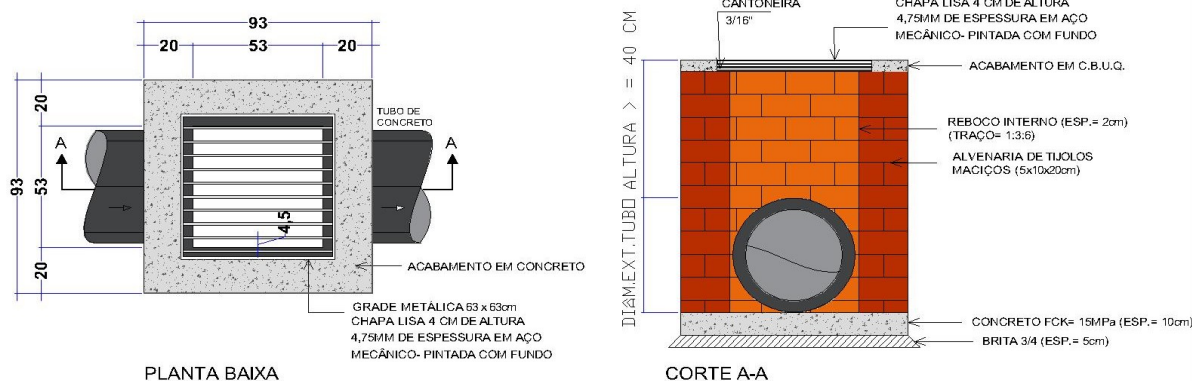 93
20 53 20
93
20
53
20
A
A
TUBO DE
CONCRETO
4,5
ACABAMENTO EM CONCRETO
GRADE METÁLICA 63 x 63cm
CHAPA LISA 4 CM DE ALTURA
4,75MM DE ESPESSURA EM AÇO
MECÂNICO- PINTADA COM FUNDO
PLANTA BAIXA
DIAM.EXT.TUBO ALTURA > = 40 CM
CANTONEIRA
3/16"
CHAPA LISA 4 CM DE ALTURA
4,75MM DE ESPESSURA EM AÇO
MECÂNICO- PINTADA COM FUNDO
ACABAMENTO EM C.B.U.Q.
REBOCO INTERNO (ESP.= 2cm)
(TRAÇO= 1:3:6)
ALVENARIA DE TIJOLOS
MACIÇOS (5x10x20cm)
CONCRETO FCK= 15MPa (ESP.= 10cm)
BRITA 3/4 (ESP.= 5cm)
CORTE A-A